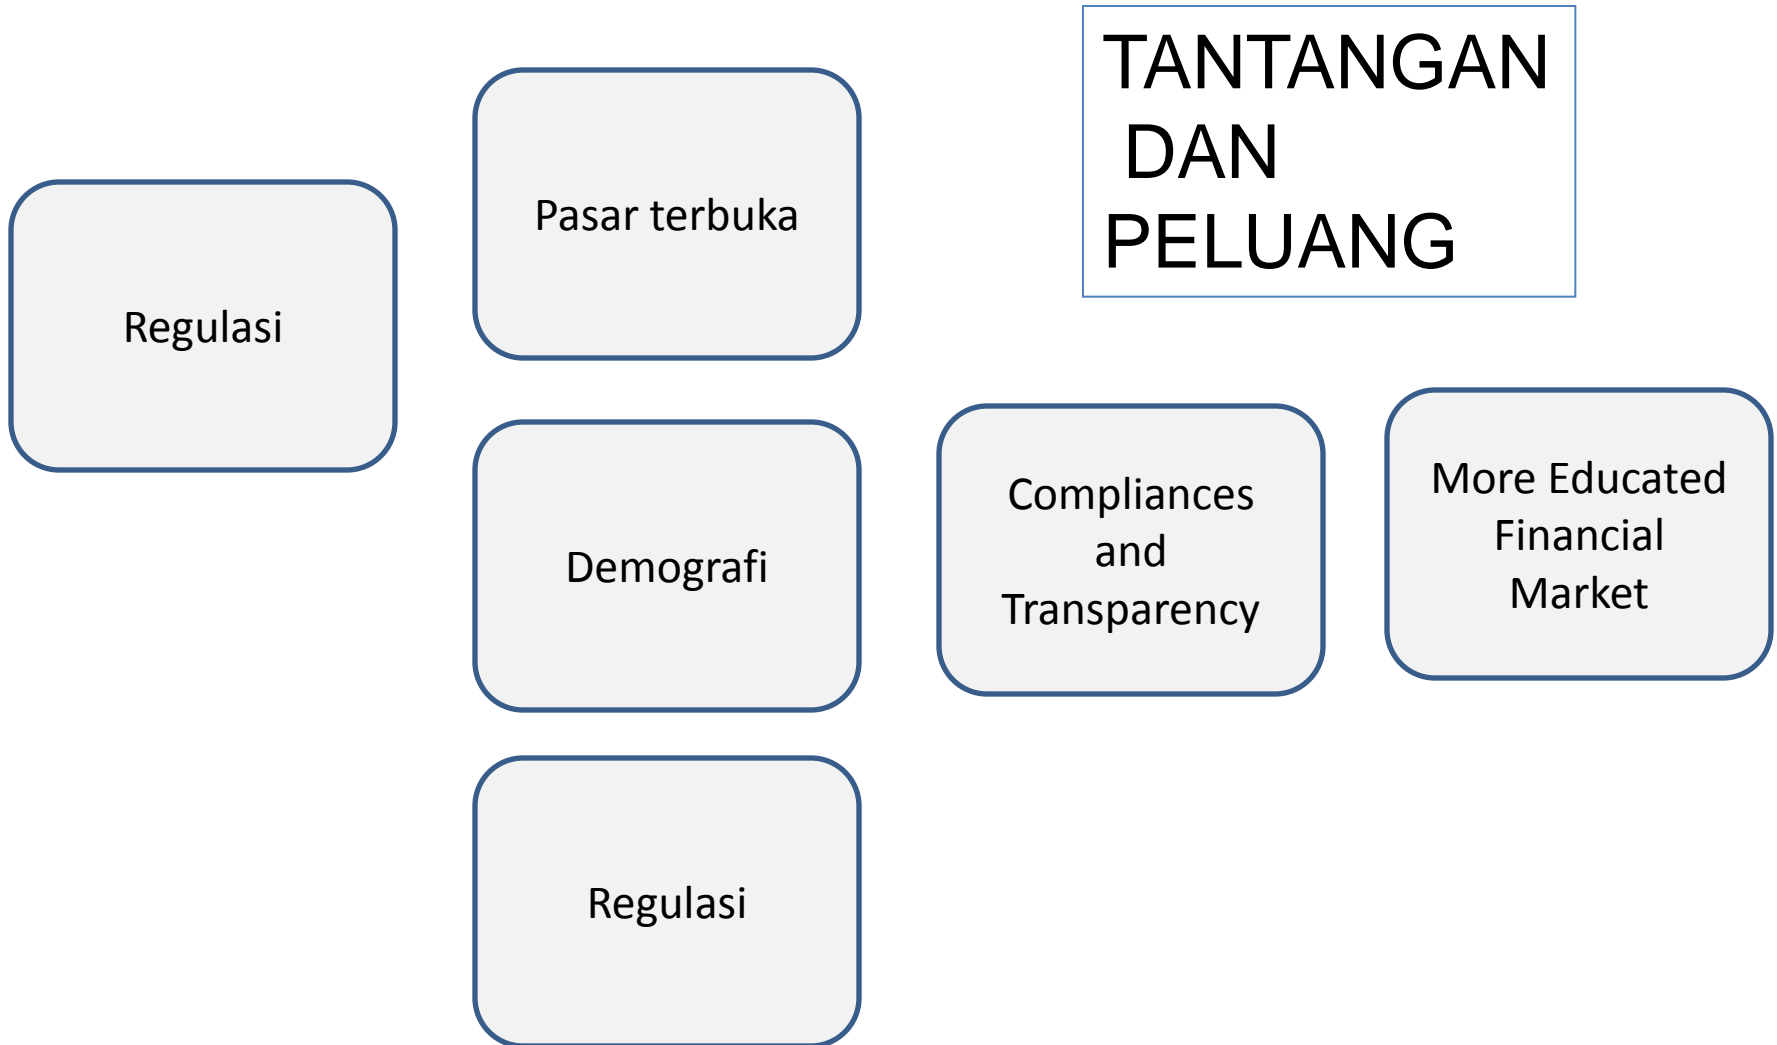 TANTANGAN
DAN
PELUANG
Regulasi
Pasar terbuka
Demografi
Regulasi
Compliances
and
Transparency
More Educated
Financial
Market